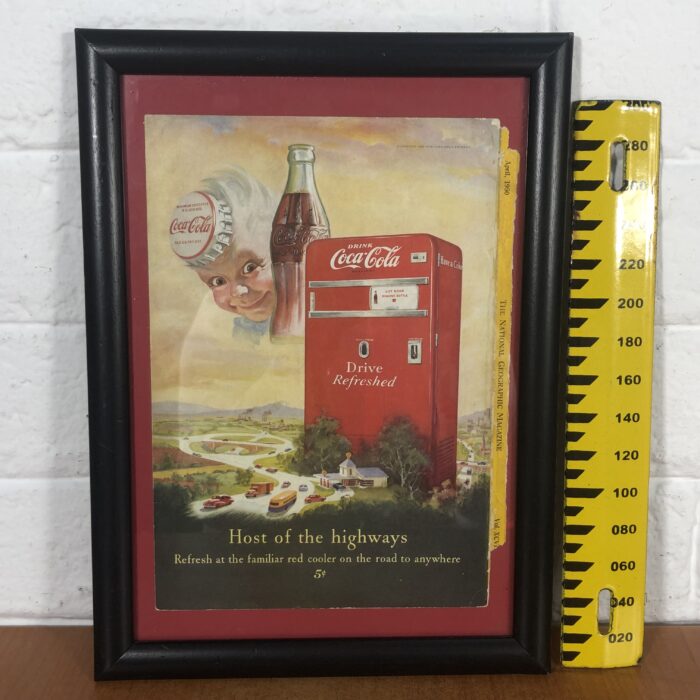 DRINK
Coca-Cola
Coca-Cola
Drive
Refreshed
Host of the highways
Refresh at the familiar red cooler on the road to anywhere
5¢
April, 1950
THE NATIONAL GEOGRAPHIC MAGAZINE
280
260
220
200
180
160
140
120
100
080
060
040
020